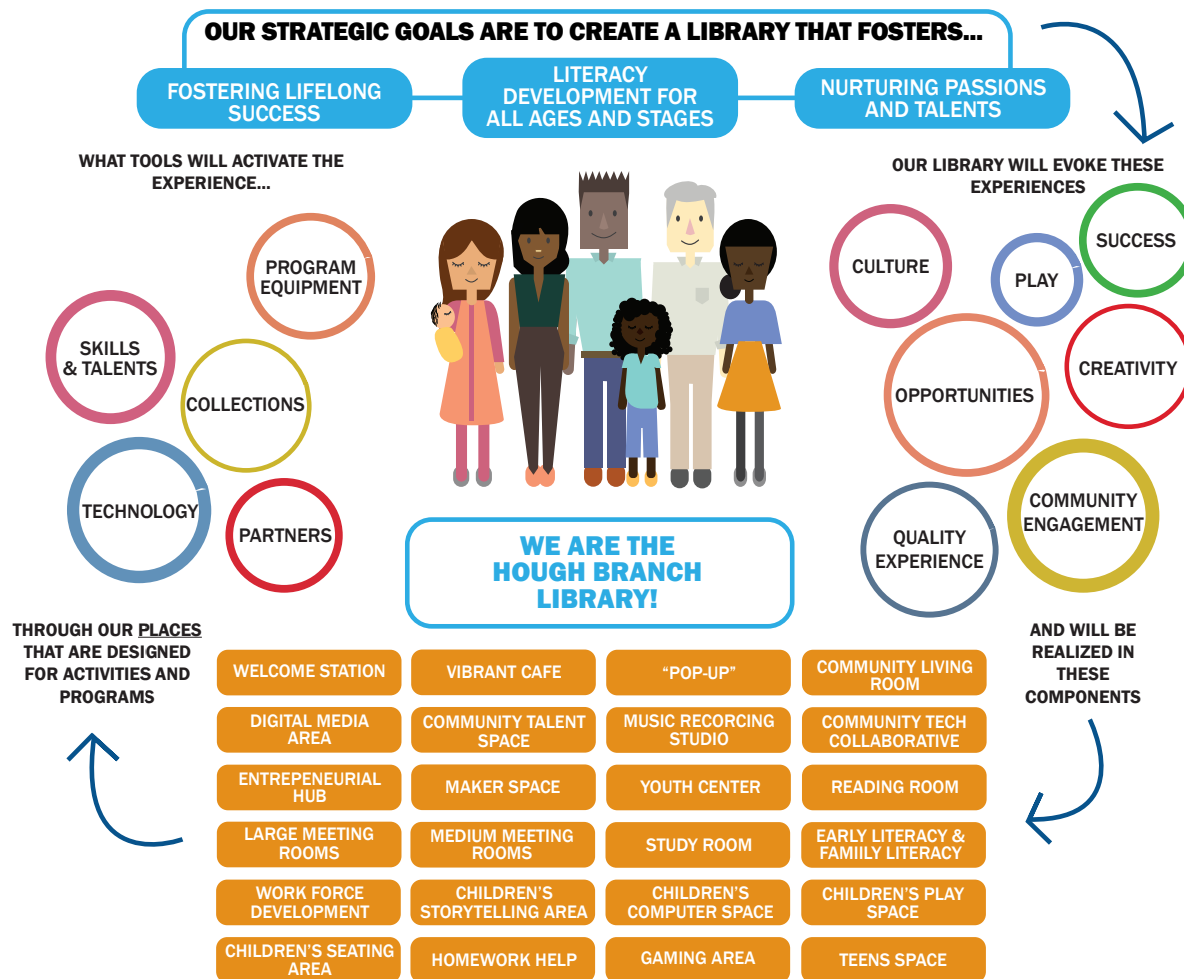 OUR STRATEGIC GOALS ARE TO CREATE A LIBRARY THAT FOSTERS...
FOSTERING LIFELONG
SUCCESS
LITERACY
DEVELOPMENT FOR
ALL AGES AND STAGES
NURTURING PASSIONS
AND TALENTS
WHAT TOOLS WILL ACTIVATE THE
EXPERIENCE...
PROGRAM
EQUIPMENT
SKILLS
& TALENTS
COLLECTIONS
TECHNOLOGY
PARTNERS
OUR LIBRARY WILL EVOKE THESE
EXPERIENCES
SUCCESS
CULTURE
PLAY
CREATIVITY
OPPORTUNITIES
COMMUNITY
ENGAGEMENT
QUALITY
EXPERIENCE
WE ARE THE
HOUGH BRANCH
LIBRARY!
THROUGH OUR PLACES
THAT ARE DESIGNED
FOR ACTIVITIES AND
PROGRAMS
AND WILL BE
REALIZED IN
THESE
COMPONENTS
WELCOME STATION
VIBRANT CAFE
“POP-UP”
COMMUNITY LIVING
ROOM
DIGITAL MEDIA
AREA
COMMUNITY TALENT
SPACE
MUSIC RECORCING
STUDIO
COMMUNITY TECH
COLLABORATIVE
ENTREPENEURIAL
HUB
MAKER SPACE
YOUTH CENTER
READING ROOM
LARGE MEETING
ROOMS
MEDIUM MEETING
ROOMS
STUDY ROOM
EARLY LITERACY &
FAMIILY LITERACY
WORK FORCE
DEVELOPMENT
CHILDREN’S
STORYTELLING AREA
CHILDREN’S
COMPUTER SPACE
CHILDREN’S PLAY
SPACE
CHILDREN’S SEATING
AREA
HOMEWORK HELP
GAMING AREA
TEENS SPACE